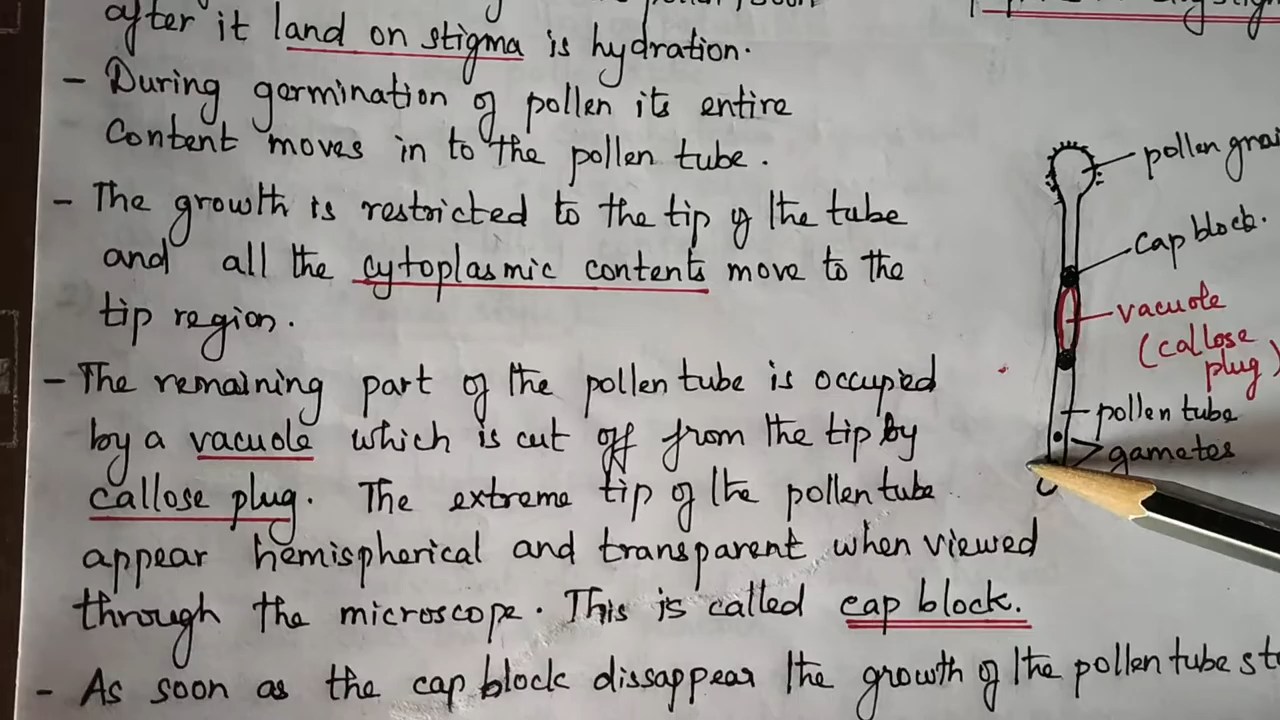 after it land on stigma is hydration.
- During germination of pollen its entire
content moves in to the pollen tube.
- The growth is restricted to the tip of the tube
and all the cytoplasmic contents move to the
tip region.
- The remaining part of the pollen tube is occupied
by a vacuole which is cut off from the tip by
callose plug. The extreme tip of the pollen tube
appear hemispherical and transparent when viewed
through the microscope. This is called cap block.
- As soon as the cap block dissappear the growth of the pollen tube st
pollen grai
cap block.
vacuole
(callose
plug)
pollen tube
gametes